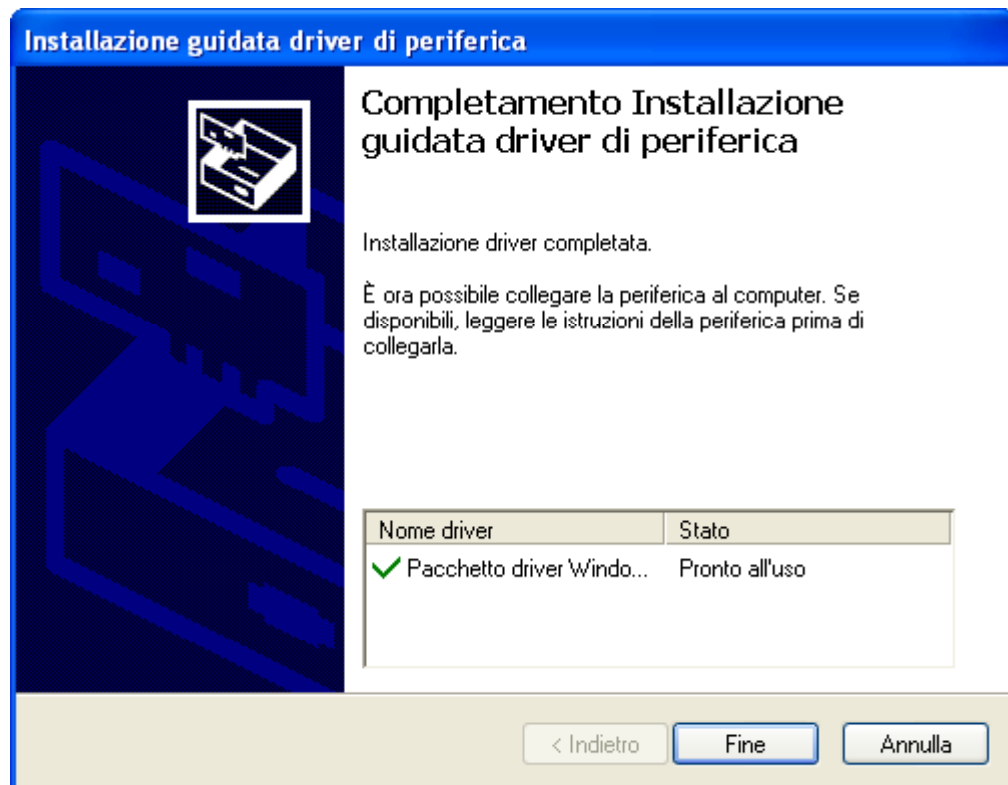 Installazione guidata driver di periferica
Completamento Installazione
guidata driver di periferica
Installazione driver completata.
È ora possibile collegare la periferica al computer. Se
disponibili, leggere le istruzioni della periferica prima di
collegarla.
Nome driver Stato
Pacchetto driver Windo... Pronto all'uso
< Indietro Fine Annulla